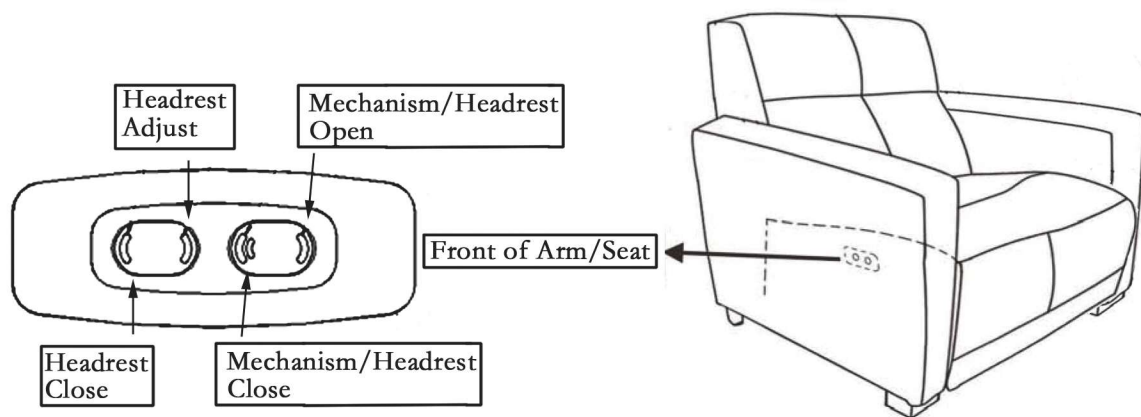 Headrest
Adjust
Mechanism/Headrest
Open
Front of Arm/Seat
Headrest
Close
Mechanism/Headrest
Close